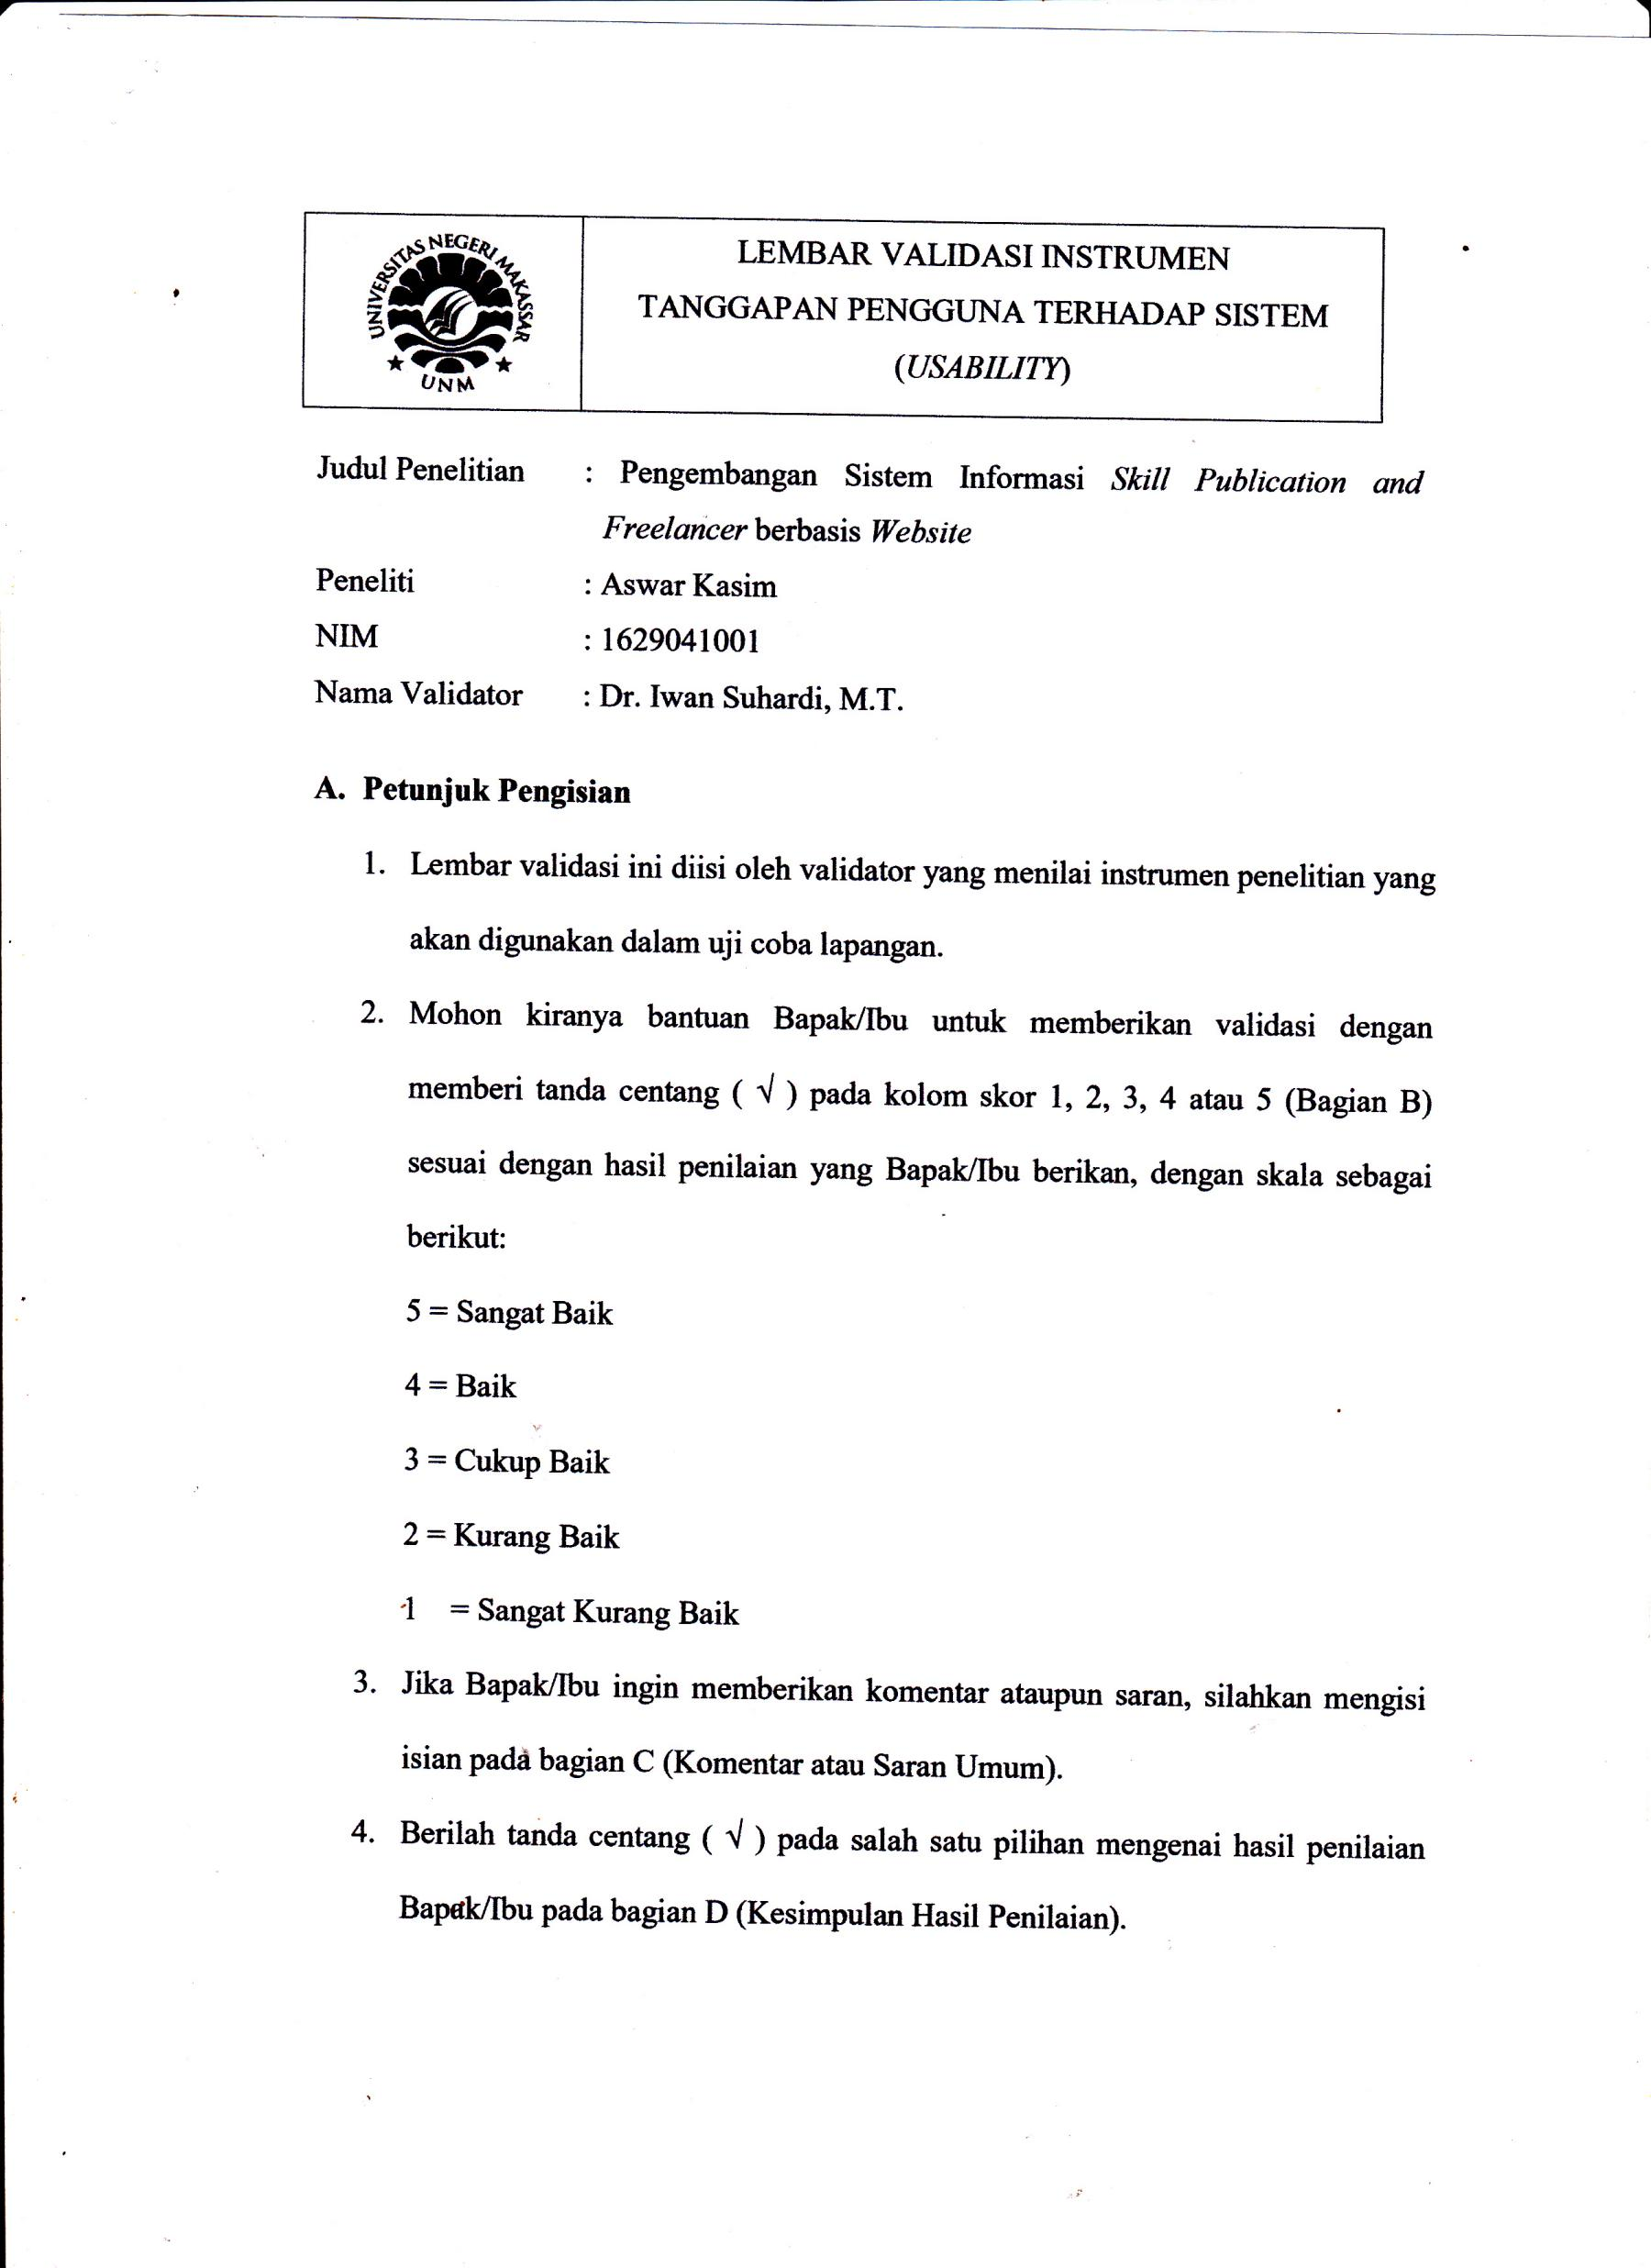 UNIVERSITAS NEGERI MAKASSAR
UNM
LEMBAR VALIDASI INSTRUMEN
TANGGAPAN PENGGUNA TERHADAP SISTEM
(USABILITY)
Judul Penelitian : Pengembangan Sistem Informasi Skill Publication and
Freelancer berbasis Website
Peneliti : Aswar Kasim
NIM : 1629041001
Nama Validator : Dr. Iwan Suhardi, M.T.
A. Petunjuk Pengisian
1. Lembar validasi ini diisi oleh validator yang menilai instrumen penelitian yang
akan digunakan dalam uji coba lapangan.
2. Mohon kiranya bantuan Bapak/Ibu untuk memberikan validasi dengan
memberi tanda centang ( √ ) pada kolom skor 1, 2, 3, 4 atau 5 (Bagian B)
sesuai dengan hasil penilaian yang Bapak/Ibu berikan, dengan skala sebagai
berikut:
5 = Sangat Baik
4 = Baik
3 = Cukup Baik
2 = Kurang Baik
1 = Sangat Kurang Baik
3. Jika Bapak/Ibu ingin memberikan komentar ataupun saran, silahkan mengisi
isian pada bagian C (Komentar atau Saran Umum).
4. Berilah tanda centang ( √ ) pada salah satu pilihan mengenai hasil penilaian
Bapak/Ibu pada bagian D (Kesimpulan Hasil Penilaian).